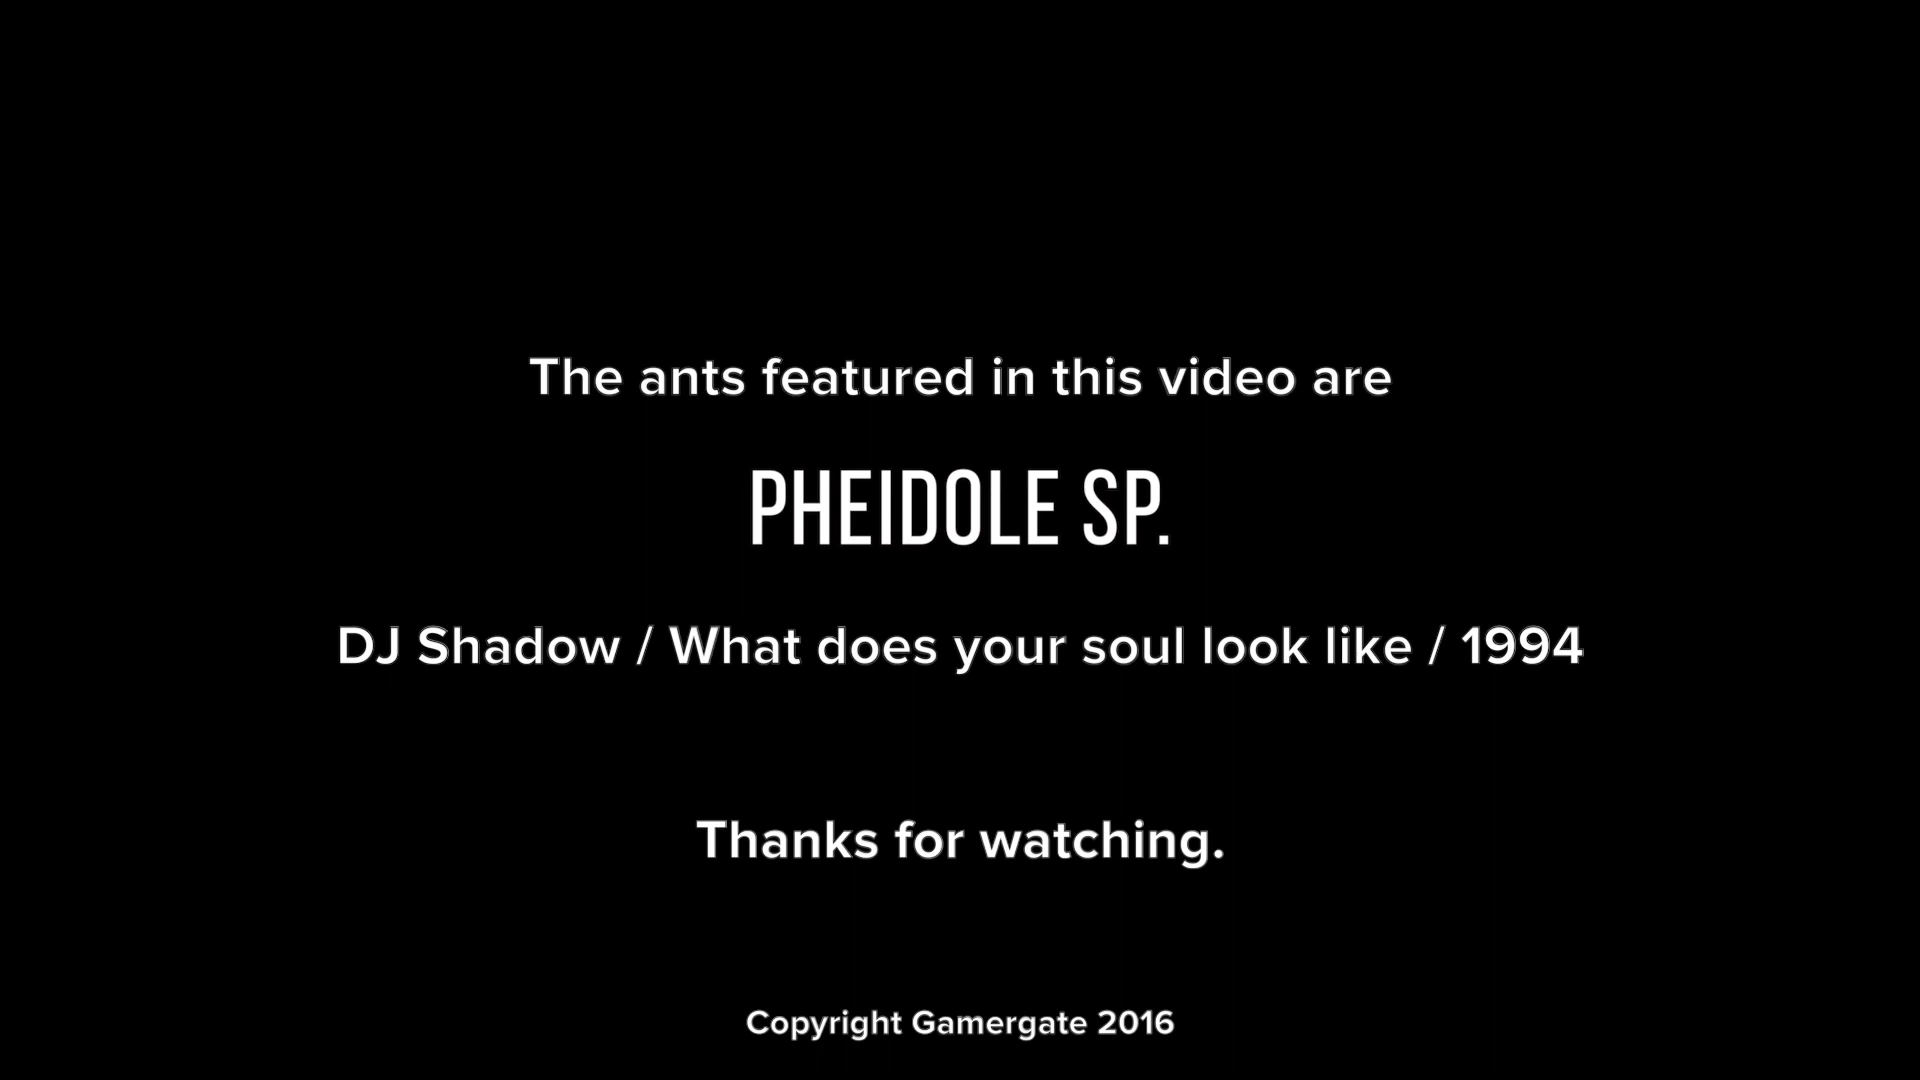 The ants featured in this video are
PHEIDOLE SP.
DJ Shadow / What does your soul look like / 1994
Thanks for watching.
Copyright Gamergate 2016